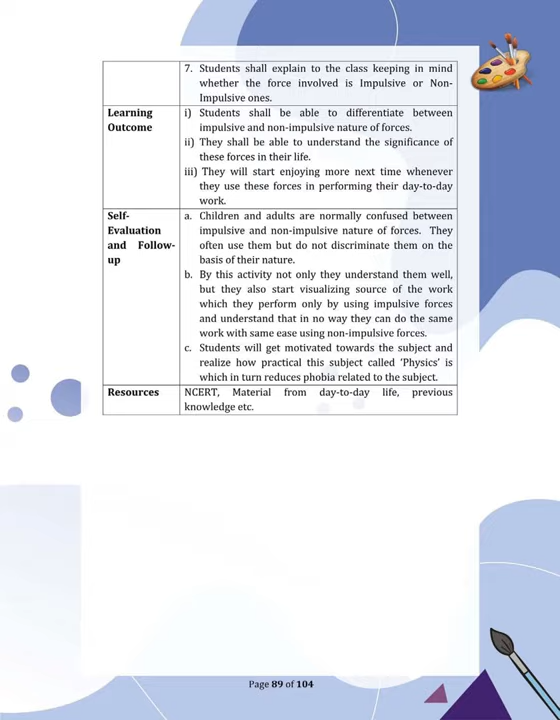 7. Students shall explain to the class keeping in mind
whether the force involved is Impulsive or Non-
Impulsive ones.
Learning
Outcome
i) Students shall be able to differentiate between
impulsive and non-impulsive nature of forces.
ii) They shall be able to understand the significance of
these forces in their life.
iii) They will start enjoying more next time whenever
they use these forces in performing their day-to-day
work.
Self-
Evaluation
and Follow-
up
a. Children and adults are normally confused between
impulsive and non-impulsive nature of forces. They
often use them but do not discriminate them on the
basis of their nature.
b. By this activity not only they understand them well,
but they also start visualizing source of the work
which they perform only by using impulsive forces
and understand that in no way they can do the same
work with same ease using non-impulsive forces.
c. Students will get motivated towards the subject and
realize how practical this subject called ‘Physics’ is
which in turn reduces phobia related to the subject.
Resources
NCERT, Material from day-to-day life, previous
knowledge etc.
Page 89 of 104